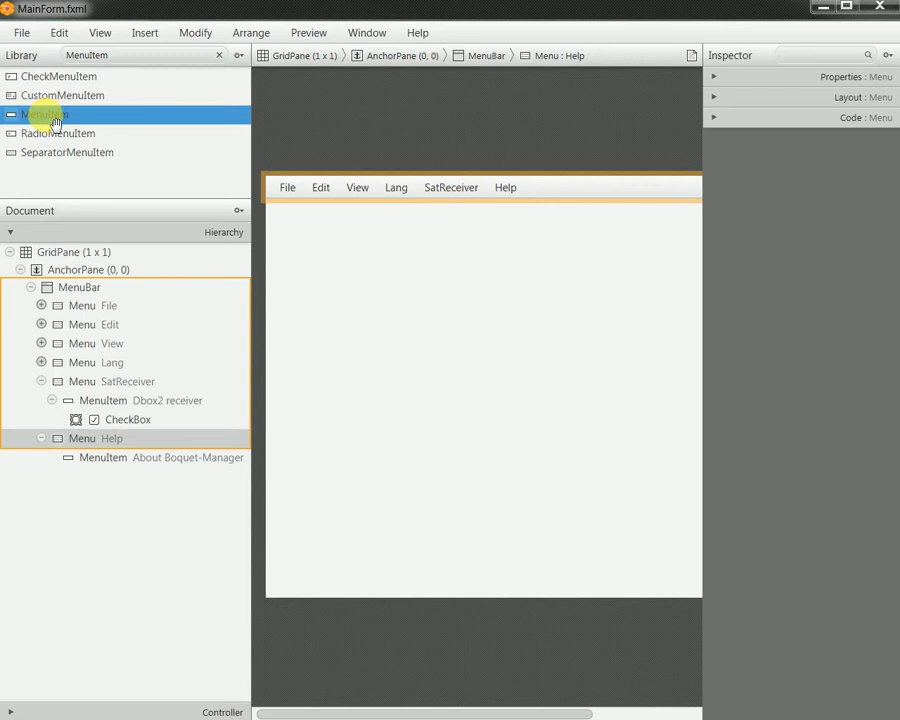 MainForm.fxml
File Edit View Insert Modify Arrange Preview Window Help
Library MenuItem
GridPane (1 x 1) AnchorPane (0, 0) MenuBar Menu : Help
Inspector
CheckMenuItem
CustomMenuItem
MenuItem
RadioMenuItem
SeparatorMenuItem
Properties : Menu
Layout : Menu
Code : Menu
File Edit View Lang SatReceiver Help
Document
Hierarchy
GridPane (1 x 1)
AnchorPane (0, 0)
MenuBar
Menu File
Menu Edit
Menu View
Menu Lang
Menu SatReceiver
MenuItem Dbox2 receiver
CheckBox
Menu Help
MenuItem About Boquet-Manager
Controller